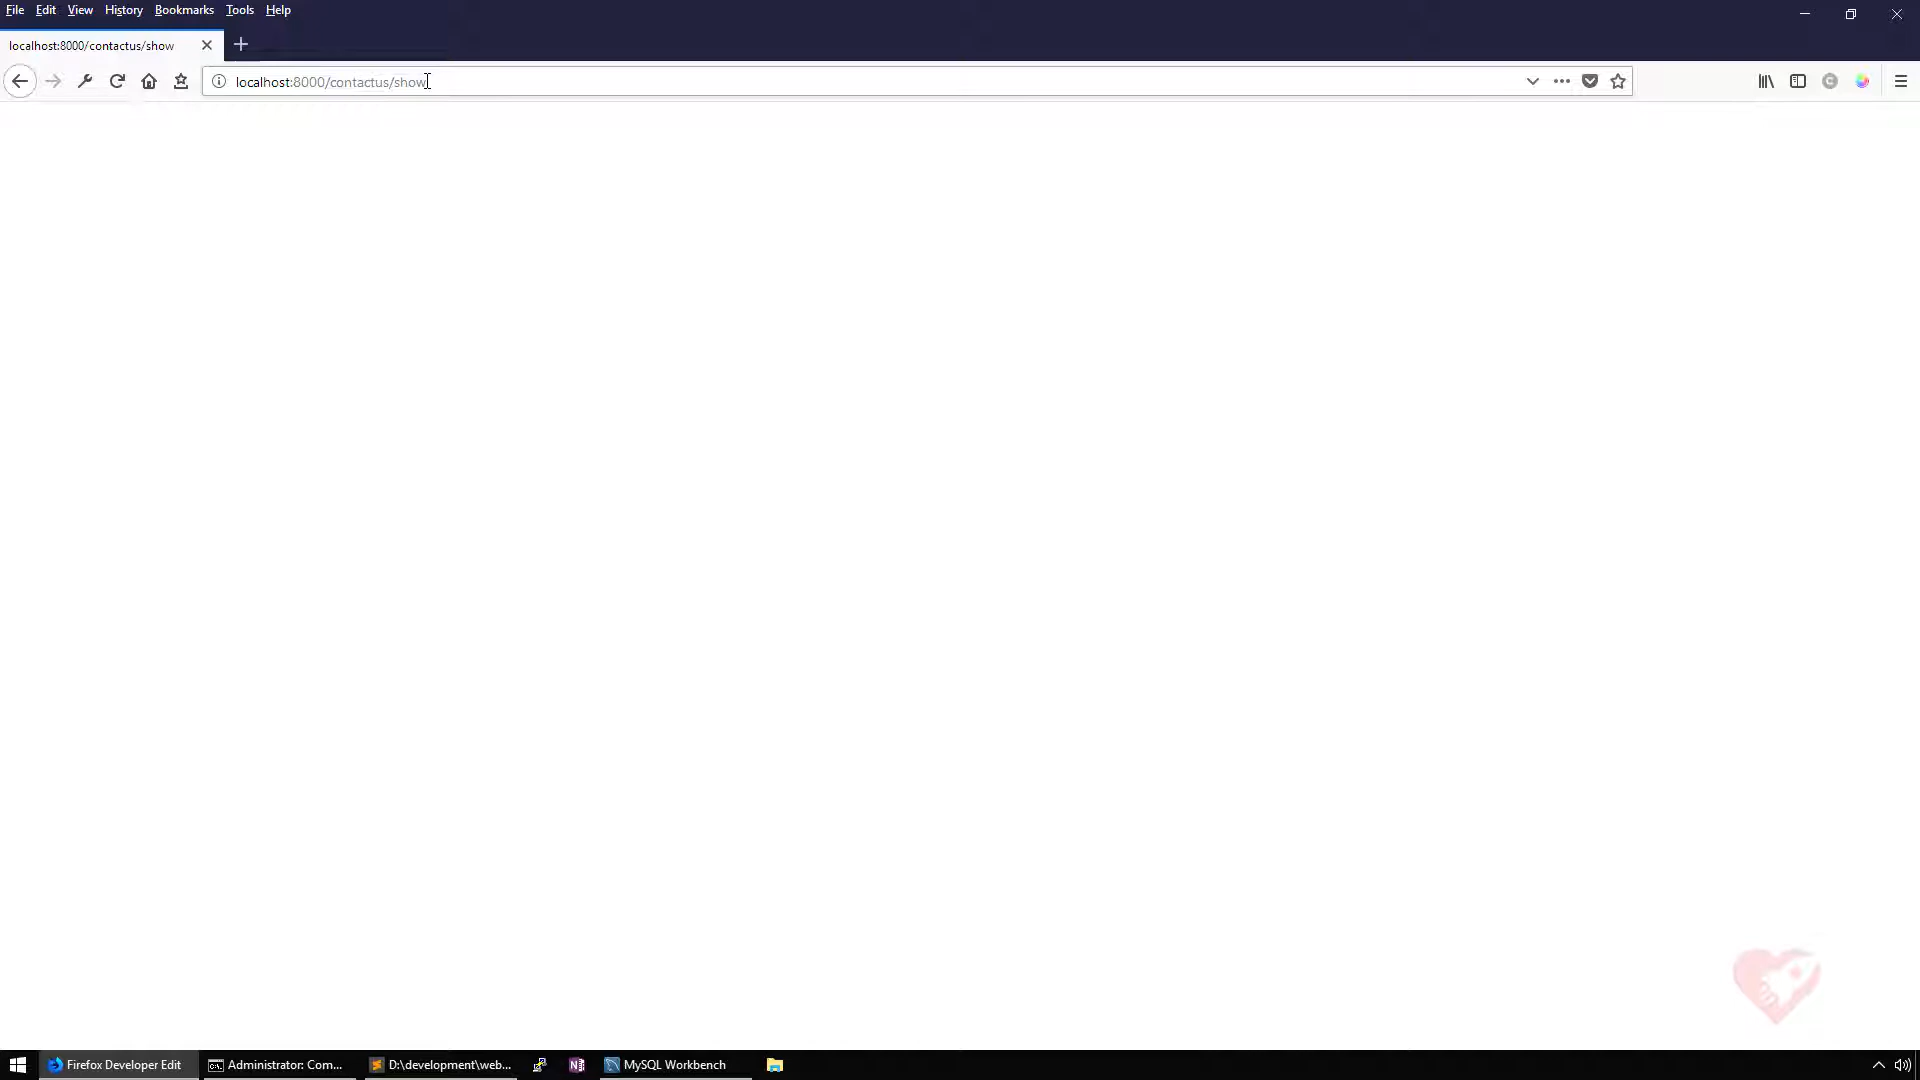 File Edit View History Bookmarks Tools Help
localhost:8000/contactus/show
localhost:8000/contactus/show
Firefox Developer Edit
Administrator: Com...
D:\development\web...
MySQL Workbench